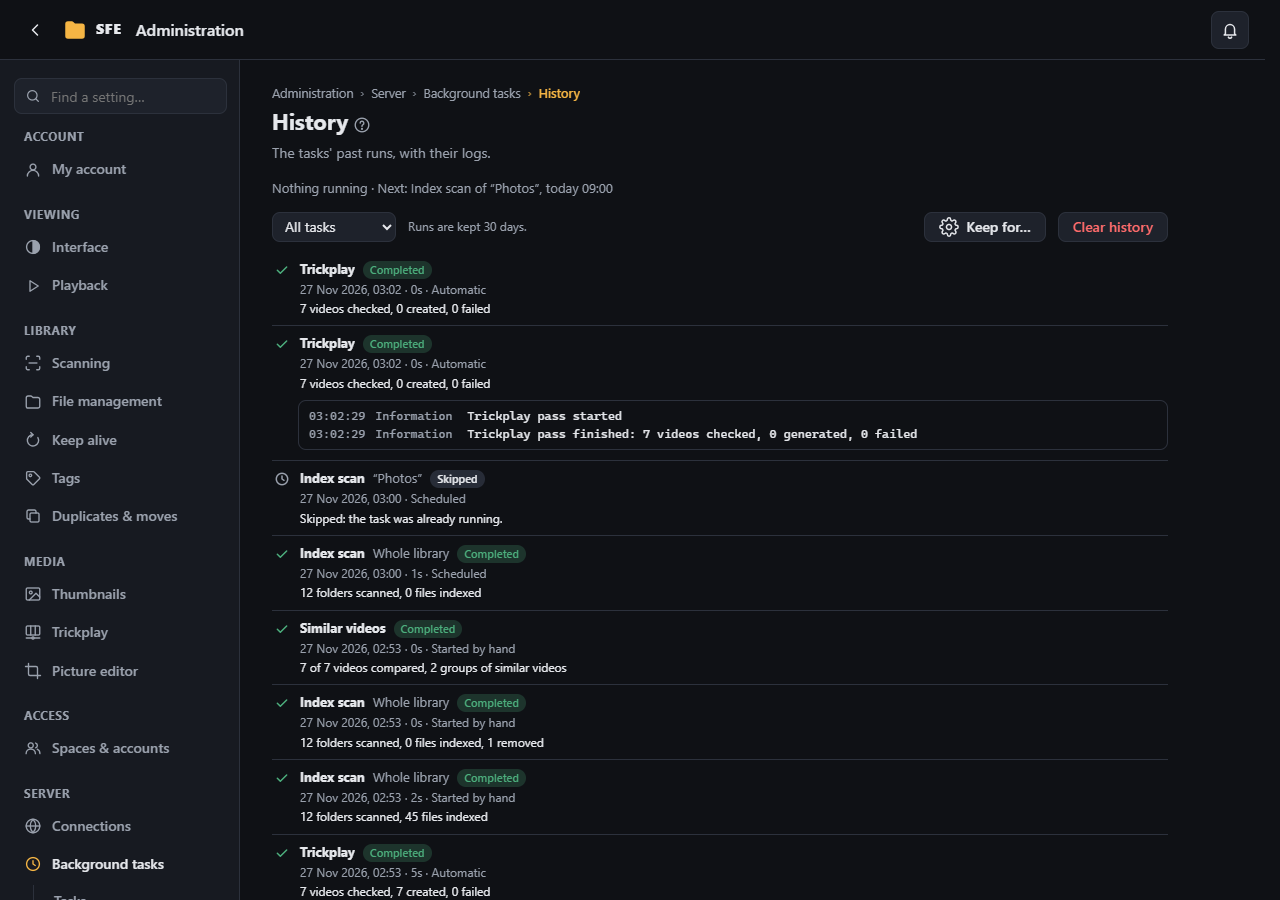 SFE Administration
Find a setting...
ACCOUNT
My account
VIEWING
Interface
Playback
LIBRARY
Scanning
File management
Keep alive
Tags
Duplicates & moves
MEDIA
Thumbnails
Trickplay
Picture editor
ACCESS
Spaces & accounts
SERVER
Connections
Background tasks
Tasks
Administration › Server › Background tasks › History
History ?
The tasks' past runs, with their logs.
Nothing running · Next: Index scan of “Photos”, today 09:00
All tasks Runs are kept 30 days. Keep for... Clear history
Trickplay Completed
27 Nov 2026, 03:02 · 0s · Automatic
7 videos checked, 0 created, 0 failed
Trickplay Completed
27 Nov 2026, 03:02 · 0s · Automatic
7 videos checked, 0 created, 0 failed
03:02:29 Information Trickplay pass started
03:02:29 Information Trickplay pass finished: 7 videos checked, 0 generated, 0 failed
Index scan “Photos” Skipped
27 Nov 2026, 03:00 · Scheduled
Skipped: the task was already running.
Index scan Whole library Completed
27 Nov 2026, 03:00 · 1s · Scheduled
12 folders scanned, 0 files indexed
Similar videos Completed
27 Nov 2026, 02:53 · 0s · Started by hand
7 of 7 videos compared, 2 groups of similar videos
Index scan Whole library Completed
27 Nov 2026, 02:53 · 0s · Started by hand
12 folders scanned, 0 files indexed, 1 removed
Index scan Whole library Completed
27 Nov 2026, 02:53 · 2s · Started by hand
12 folders scanned, 45 files indexed
Trickplay Completed
27 Nov 2026, 02:53 · 5s · Automatic
7 videos checked, 7 created, 0 failed